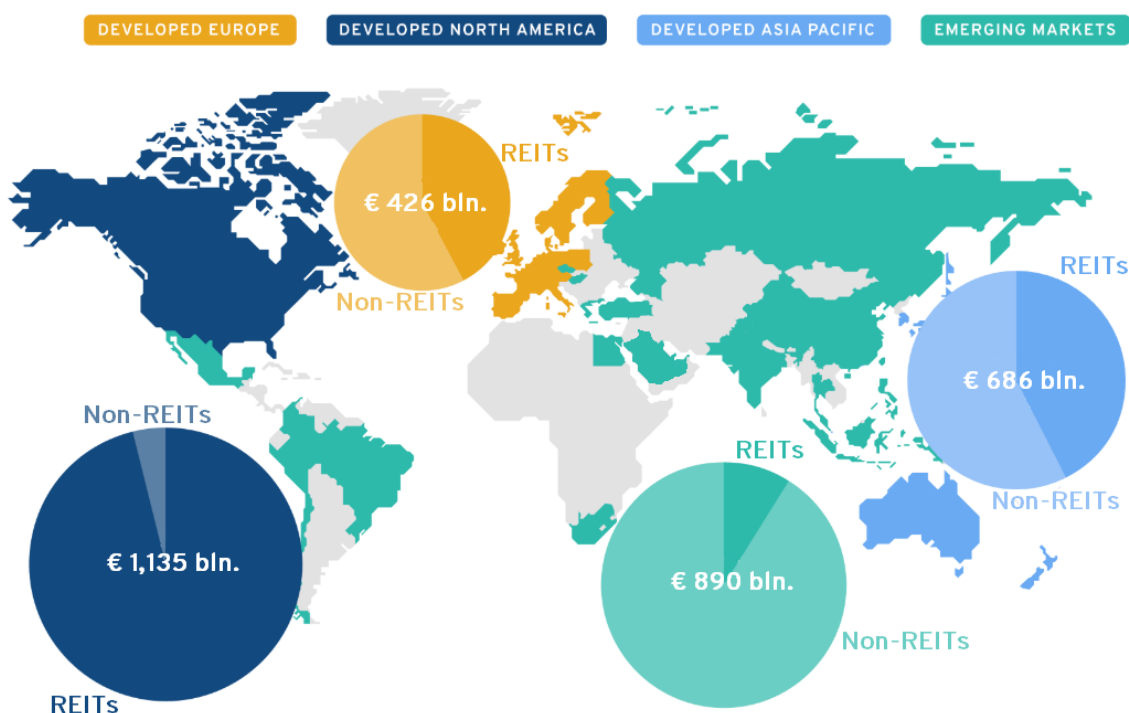 DEVELOPED EUROPE
DEVELOPED NORTH AMERICA
DEVELOPED ASIA PACIFIC
EMERGING MARKETS
REITs
€ 426 bln.
Non-REITs
REITs
€ 686 bln.
Non-REITs
Non-REITs
€ 1,135 bln.
REITs
REITs
€ 890 bln.
Non-REITs